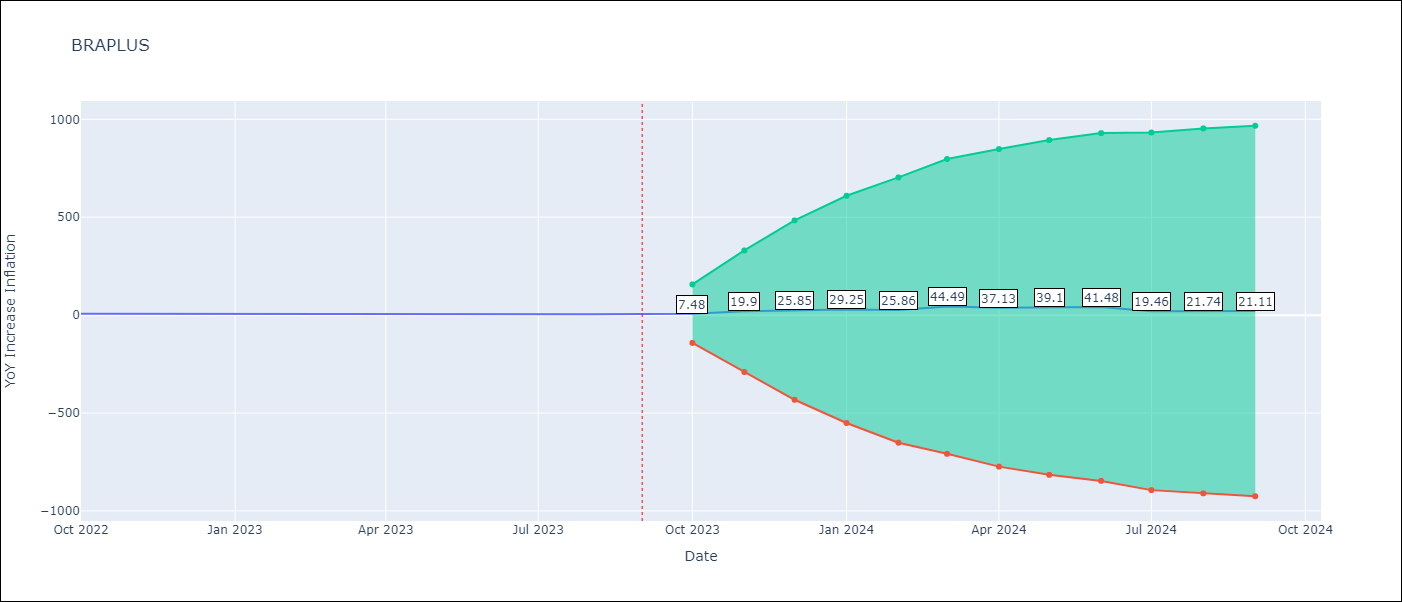 BRAPLUS
1000
500
0
−500
−1000
YoY Increase Inflation
7.48
19.9
25.85
29.25
25.86
44.49
37.13
39.1
41.48
19.46
21.74
21.11
Oct 2022
Jan 2023
Apr 2023
Jul 2023
Oct 2023
Jan 2024
Apr 2024
Jul 2024
Oct 2024
Date